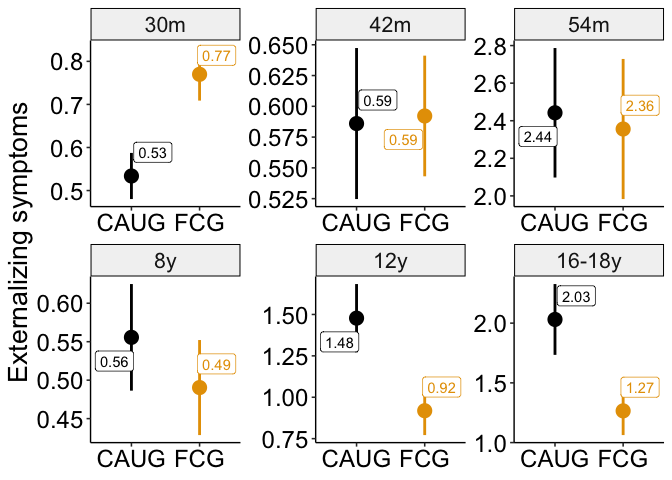 Externalizing symptoms
30m
0.8
0.7
0.6
0.5
0.53
0.77
CAUG FCG
42m
0.650
0.625
0.600
0.575
0.550
0.525
0.59
0.59
CAUG FCG
54m
2.8
2.6
2.4
2.2
2.0
2.44
2.36
CAUG FCG
8y
0.60
0.55
0.50
0.45
0.56
0.49
CAUG FCG
12y
1.50
1.25
1.00
0.75
1.48
0.92
CAUG FCG
16-18y
2.0
1.5
1.0
2.03
1.27
CAUG FCG